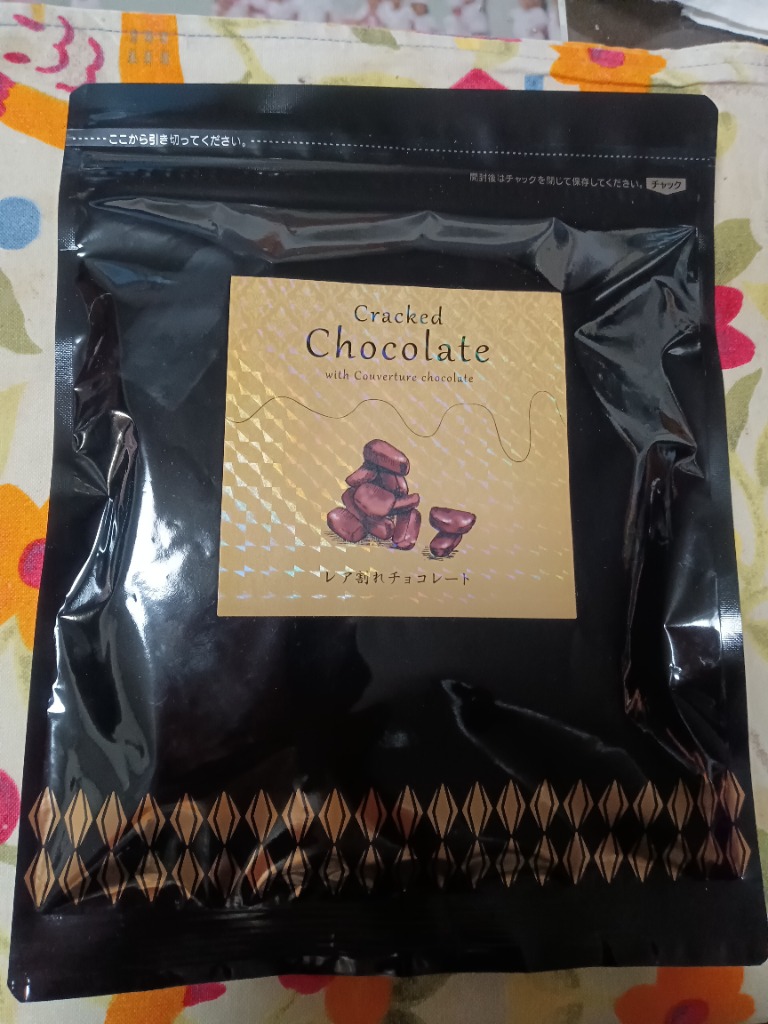 ここから引き切ってください。
開封後はチャックを閉じて保存してください。 チャック
Cracked
Chocolate
with Couverture chocolate
レア割れチョコレート